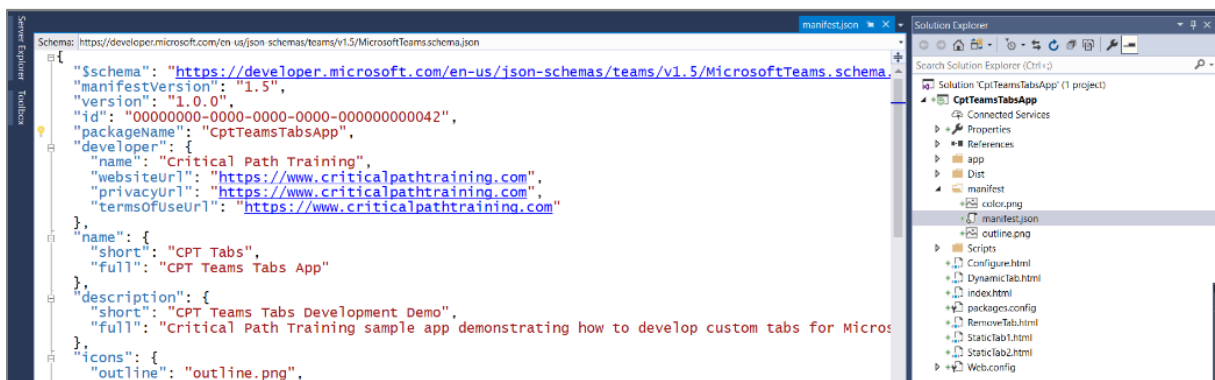 Server Explorer
Toolbox
manifest.json
Schema: https://developer.microsoft.com/en-us/json-schemas/teams/v1.5/MicrosoftTeams.schema.json
{
"$schema": "https://developer.microsoft.com/en-us/json-schemas/teams/v1.5/MicrosoftTeams.schema.
"manifestVersion": "1.5",
"version": "1.0.0",
"id": "00000000-0000-0000-0000-000000000042",
"packageName": "CptTeamsTabsApp",
"developer": {
"name": "Critical Path Training",
"websiteUrl": "https://www.criticalpathtraining.com",
"privacyUrl": "https://www.criticalpathtraining.com",
"termsOfUseUrl": "https://www.criticalpathtraining.com"
},
"name": {
"short": "CPT Tabs",
"full": "CPT Teams Tabs App"
},
"description": {
"short": "CPT Teams Tabs Development Demo",
"full": "Critical Path Training sample app demonstrating how to develop custom tabs for Micros
},
"icons": {
"outline": "outline.png",
Solution Explorer
Search Solution Explorer (Ctrl+;)
Solution 'CptTeamsTabsApp' (1 project)
CptTeamsTabsApp
Connected Services
Properties
References
app
Dist
manifest
color.png
manifest.json
outline.png
Scripts
Configure.html
DynamicTab.html
index.html
packages.config
RemoveTab.html
StaticTab1.html
StaticTab2.html
Web.config